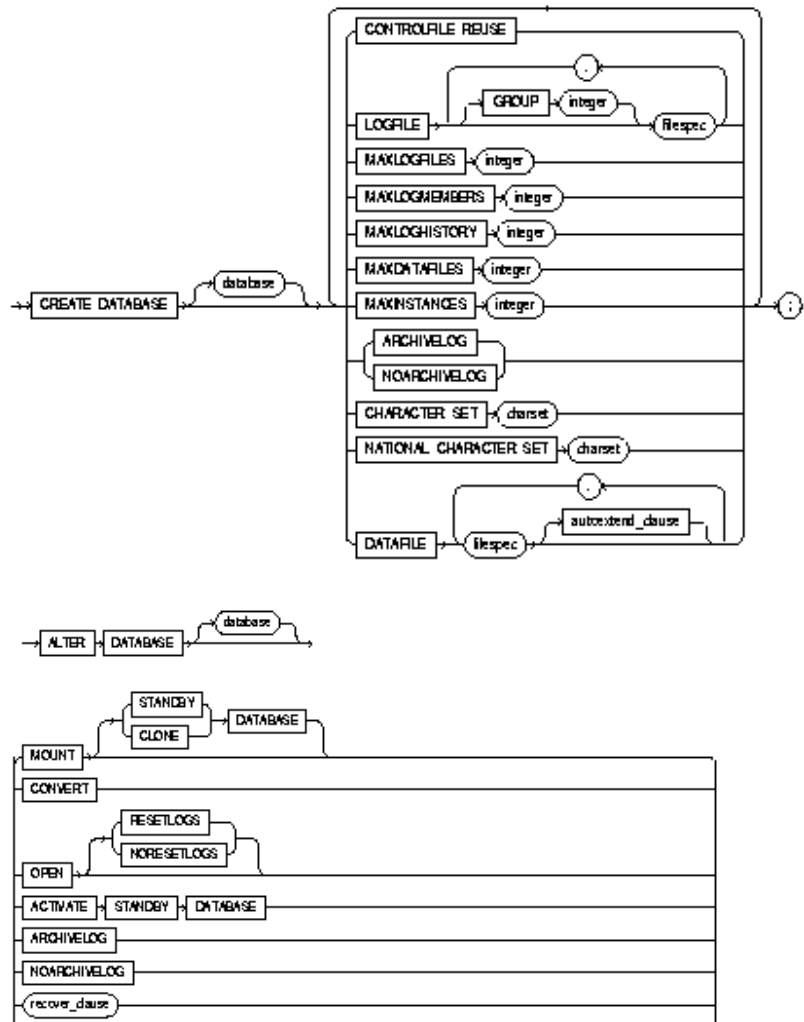 CONTROLFILE REUSE
,
GROUP integer
LOGFILE filespec
MAXLOGFILES integer
MAXLOGMEMBERS integer
MAXLOGHISTORY integer
MAXDATAFILES integer
database
CREATE DATABASE MAXINSTANCES integer ;
ARCHIVELOG
NOARCHIVELOG
CHARACTER SET charset
NATIONAL CHARACTER SET charset
,
autoextend_clause
DATAFILE filespec
database
ALTER DATABASE
STANDBY
DATABASE
CLONE
MOUNT
CONVERT
RESETLOGS
NORESETLOGS
OPEN
ACTIVATE STANDBY DATABASE
ARCHIVELOG
NOARCHIVELOG
recover_clause